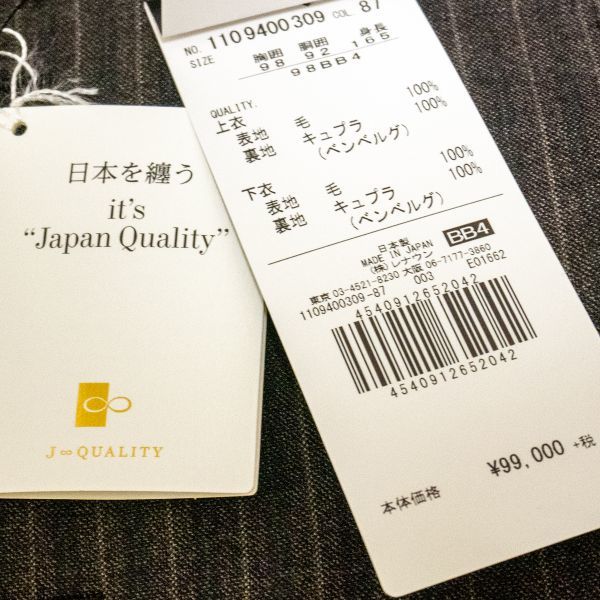 日本を纏う
it's
"Japan Quality"
J∞QUALITY
NO. 1109400309 COL 87
SIZE 胸囲 胴囲 身長
98 92 165
98BB4
QUALITY.
上衣
表地 毛 100%
裏地 キュプラ 100%
(ベンベルグ)
下衣
表地 毛 100%
裏地 キュプラ 100%
(ベンベルグ)
日本製
MADE IN JAPAN BB4
(株)レナウン
東京 03-4521-8230 大阪 06-7177-3860
1109400309-87 003 E01662
4540912652042
4540912652042
本体価格 ¥99,000 +税